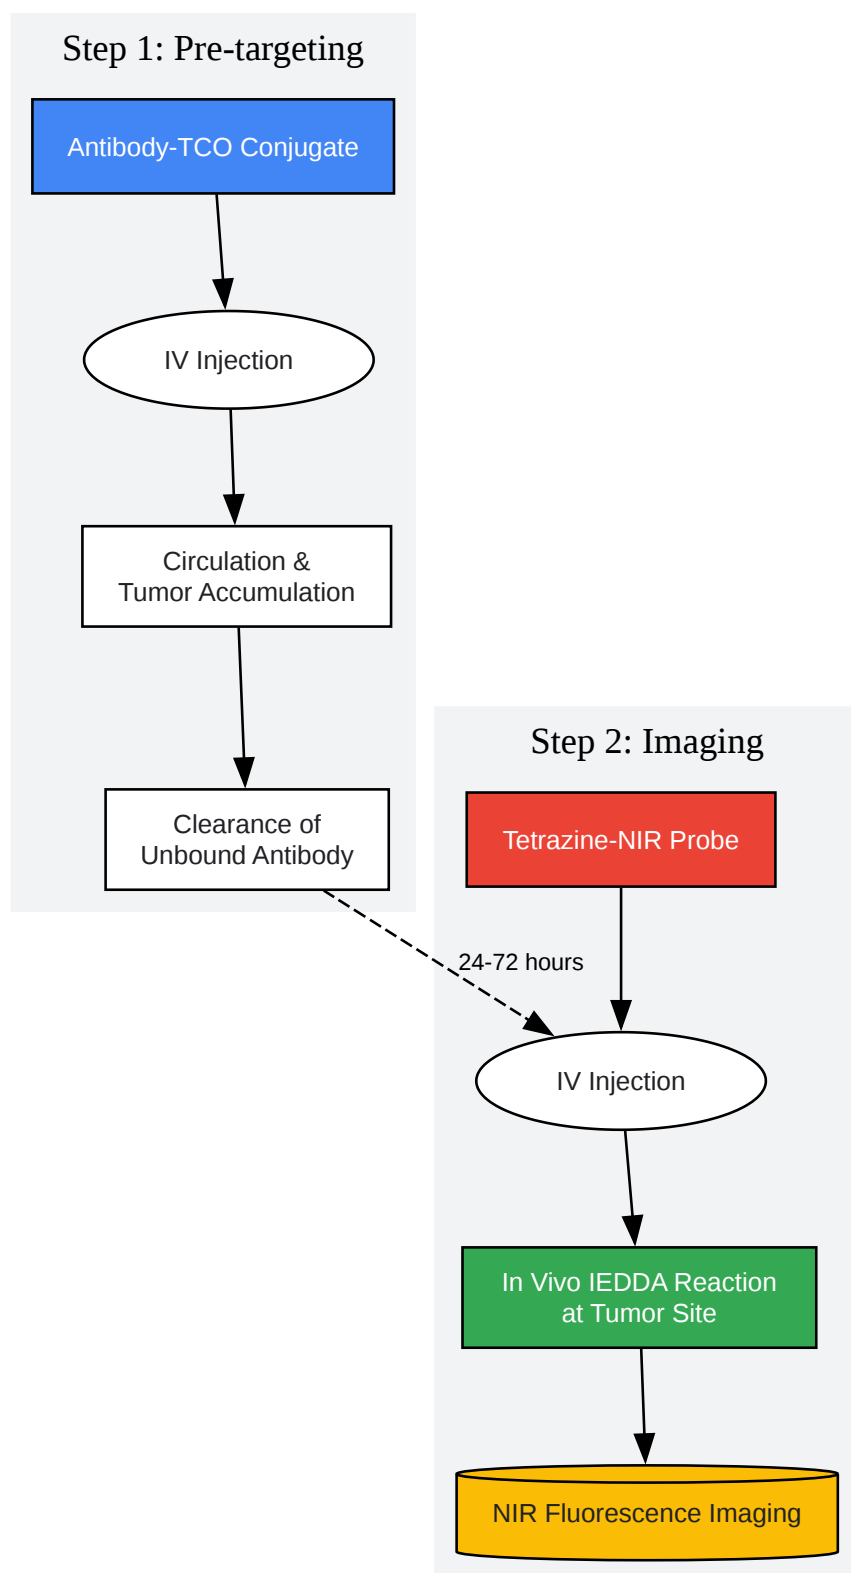 Step 1: Pre-targeting
Antibody-TCO Conjugate
IV Injection
Circulation &
Tumor Accumulation
Clearance of
Unbound Antibody
24-72 hours
Step 2: Imaging
Tetrazine-NIR Probe
IV Injection
In Vivo IEDDA Reaction
at Tumor Site
NIR Fluorescence Imaging